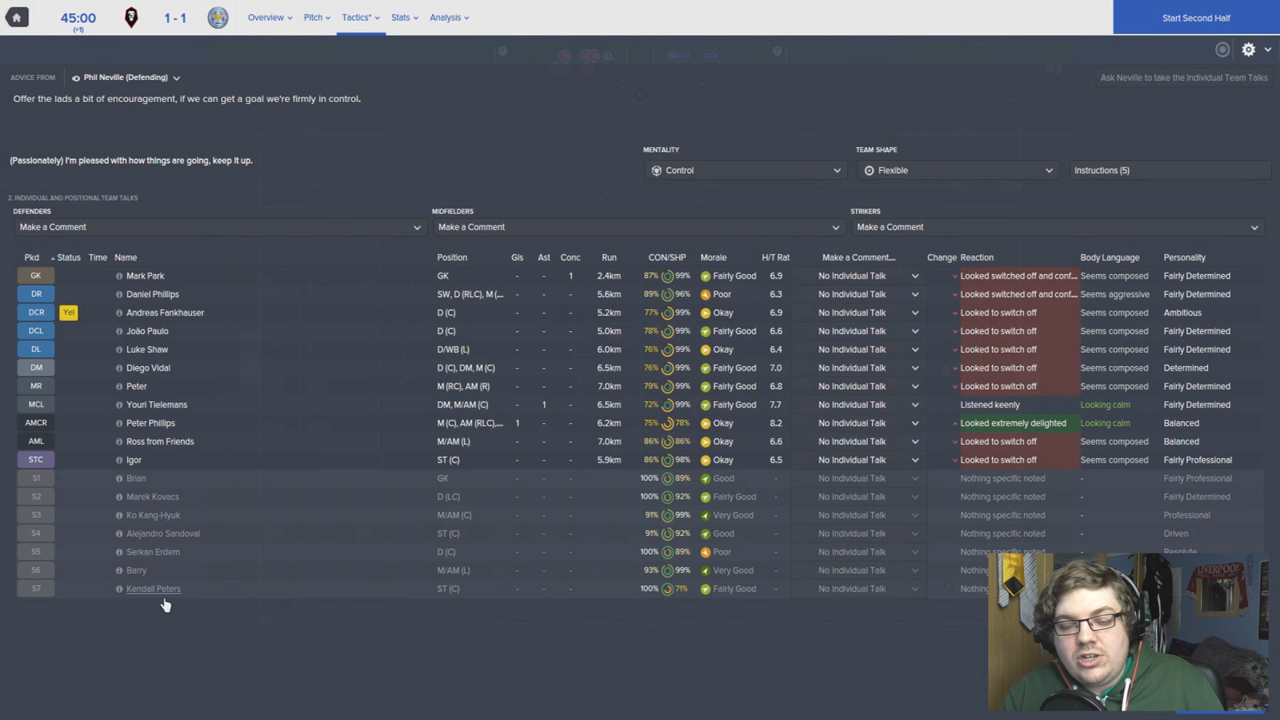 45:00 1 - 1 Overview Pitch Tactics* Stats Analysis Start Second Half
(+1)
ADVICE FROM Phil Neville (Defending) Ask Neville to take the Individual Team Talks
Offer the lads a bit of encouragement, if we can get a goal we're firmly in control.
MENTALITY TEAM SHAPE
(Passionately) I'm pleased with how things are going, keep it up.
Control Flexible Instructions (5)
2. INDIVIDUAL AND POSITIONAL TEAM TALKS
DEFENDERS MIDFIELDERS STRIKERS
Make a Comment Make a Comment Make a Comment
Pkd Status Time Name Position Gls Ast Conc Run CON/SHP Morale H/T Rat Make a Comment... Change Reaction Body Language Personality
GK Mark Park GK - - 1 2.4km 87% 99% Fairly Good 6.9 No Individual Talk Looked switched off and conf... Seems composed Fairly Determined
DR Daniel Phillips SW, D (RLC), M (... - - - 5.6km 89% 96% Poor 6.3 No Individual Talk Looked switched off and conf... Seems aggressive Fairly Determined
DCR Yel Andreas Fankhauser D (C) - - - 5.2km 77% 99% Okay 6.9 No Individual Talk Looked to switch off Seems composed Ambitious
DCL João Paulo D (C) - - - 5.0km 78% 99% Fairly Good 6.6 No Individual Talk Looked to switch off Seems composed Fairly Determined
DL Luke Shaw D/WB (L) - - - 6.0km 76% 99% Okay 6.4 No Individual Talk Looked to switch off Seems composed Fairly Determined
DM Diego Vidal D (C), DM, M (C) - - - 6.5km 76% 99% Okay 7.0 No Individual Talk Looked to switch off Seems composed Determined
MR Peter M (RC), AM (R) - - - 7.0km 79% 99% Fairly Good 6.8 No Individual Talk Looked to switch off Seems composed Fairly Determined
MCL Youri Tielemans DM, M/AM (C) - 1 - 6.5km 72% 99% Fairly Good 7.7 No Individual Talk Listened keenly Looking calm Fairly Determined
AMCR Peter Phillips M (C), AM (RLC),... 1 - - 6.2km 75% 78% Okay 8.2 No Individual Talk Looked extremely delighted Looking calm Balanced
AML Ross from Friends M/AM (L) - - - 7.0km 86% 86% Okay 6.6 No Individual Talk Looked to switch off Seems composed Balanced
STC Igor ST (C) - - - 5.9km 86% 98% Okay 6.5 No Individual Talk Looked to switch off Seems composed Fairly Professional
S1 Brian GK - - - 100% 89% Good - No Individual Talk Nothing specific noted - Fairly Professional
S2 Marek Kovacs D (LC) - - - 100% 92% Fairly Good - No Individual Talk Nothing specific noted - Fairly Determined
S3 Ko Kang-Hyuk M/AM (C) - - - 91% 99% Very Good - No Individual Talk Nothing specific noted - Professional
S4 Alejandro Sandoval ST (C) - - - 91% 92% Good - No Individual Talk Nothing specific noted - Driven
S5 Serkan Erdem D (C) - - - 100% 89% Poor - No Individual Talk Nothing specific noted - Resolute
S6 Barry M/AM (L) - - - 93% 99% Very Good - No Individual Talk
S7 Kendall Peters ST (C) - - - 100% 71% Fairly Good - No Individual Talk
LIVERPOOL